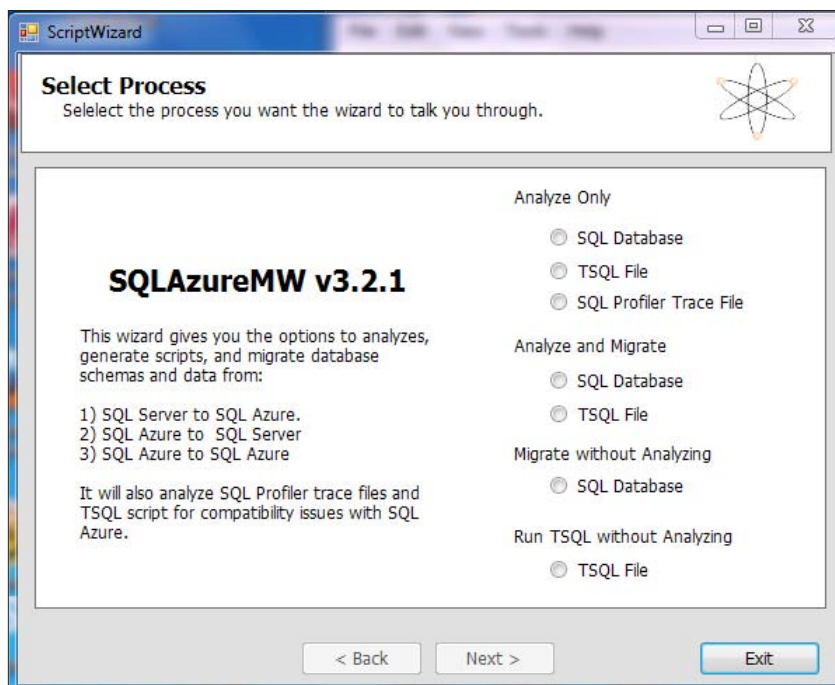 ScriptWizard
File Edit View Tools Help
Select Process
Selelect the process you want the wizard to talk you through.
SQLAzureMW v3.2.1
This wizard gives you the options to analyzes,
generate scripts, and migrate database
schemas and data from:
1) SQL Server to SQL Azure.
2) SQL Azure to  SQL Server
3) SQL Azure to SQL Azure
It will also analyze SQL Profiler trace files and
TSQL script for compatibility issues with SQL
Azure.
Analyze Only
SQL Database
TSQL File
SQL Profiler Trace File
Analyze and Migrate
SQL Database
TSQL File
Migrate without Analyzing
SQL Database
Run TSQL without Analyzing
TSQL File
< Back
Next >
Exit